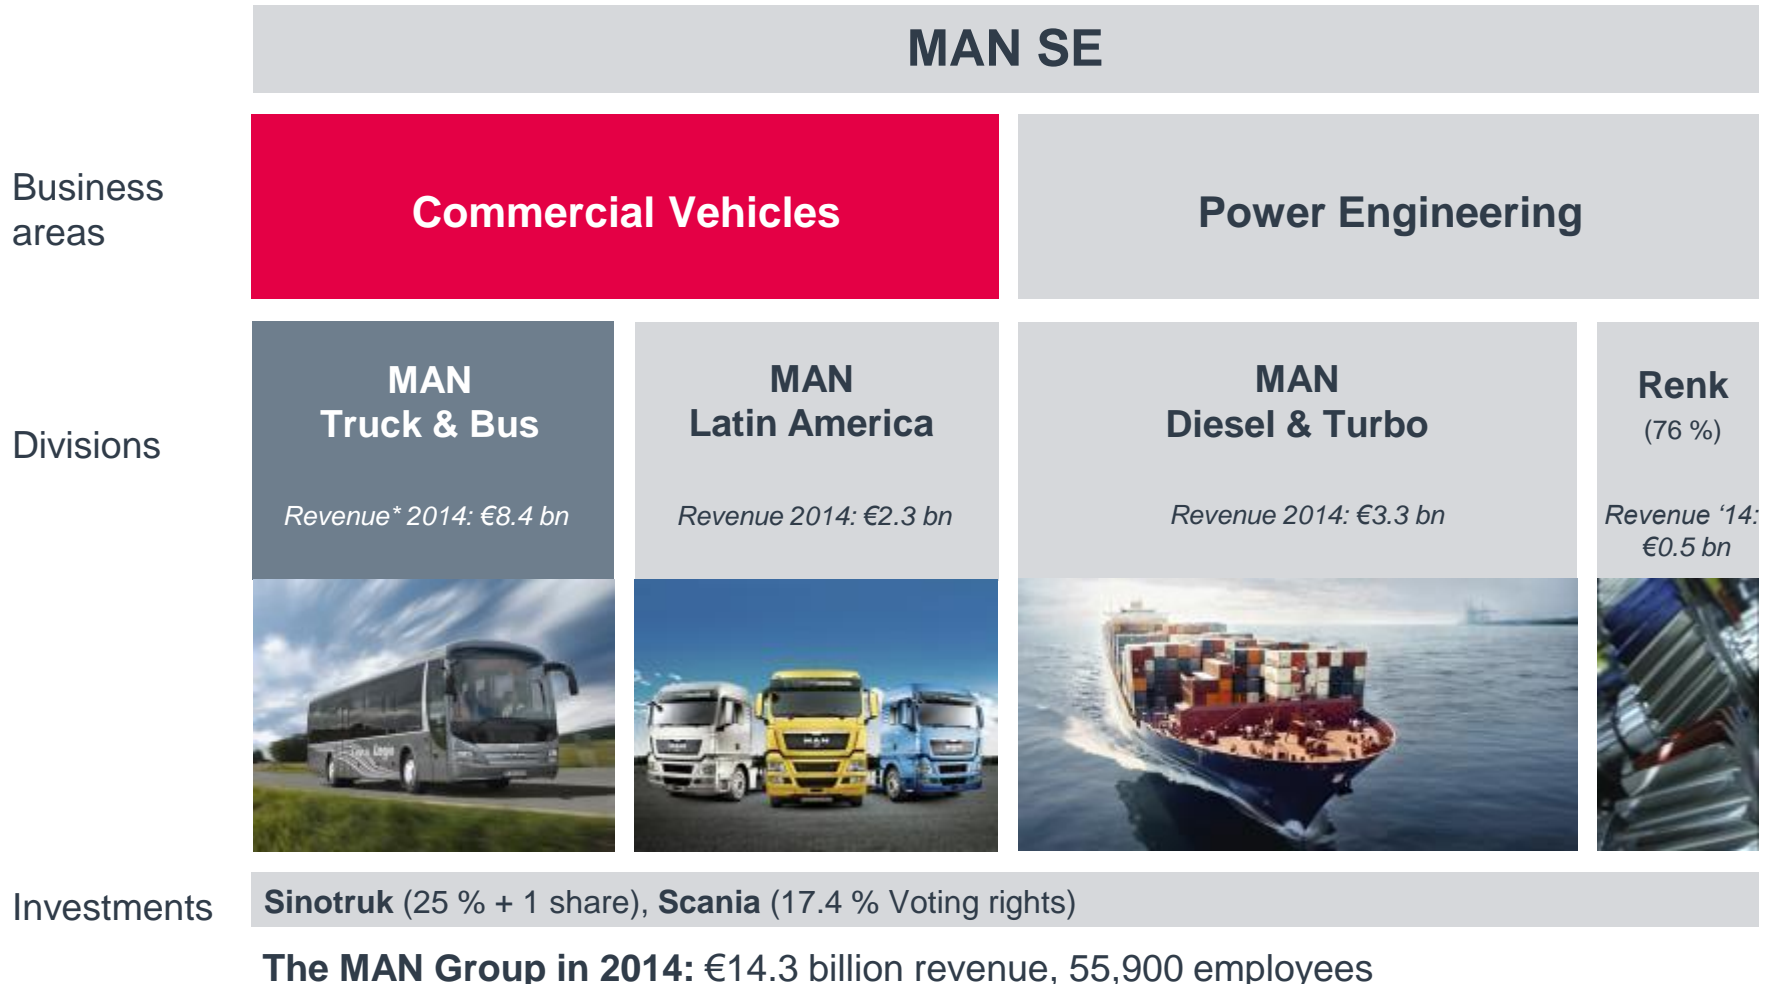 MAN SE
Business
areas
Commercial Vehicles
Power Engineering
Divisions
MAN
Truck & Bus
Revenue* 2014: €8.4 bn
MAN
Latin America
Revenue 2014: €2.3 bn
MAN
Diesel & Turbo
Revenue 2014: €3.3 bn
Renk
(76 %)
Revenue ‘14:
€0.5 bn
MAN
Investments
Sinotruk (25 % + 1 share), Scania (17.4 % Voting rights)
The MAN Group in 2014: €14.3 billion revenue, 55,900 employees